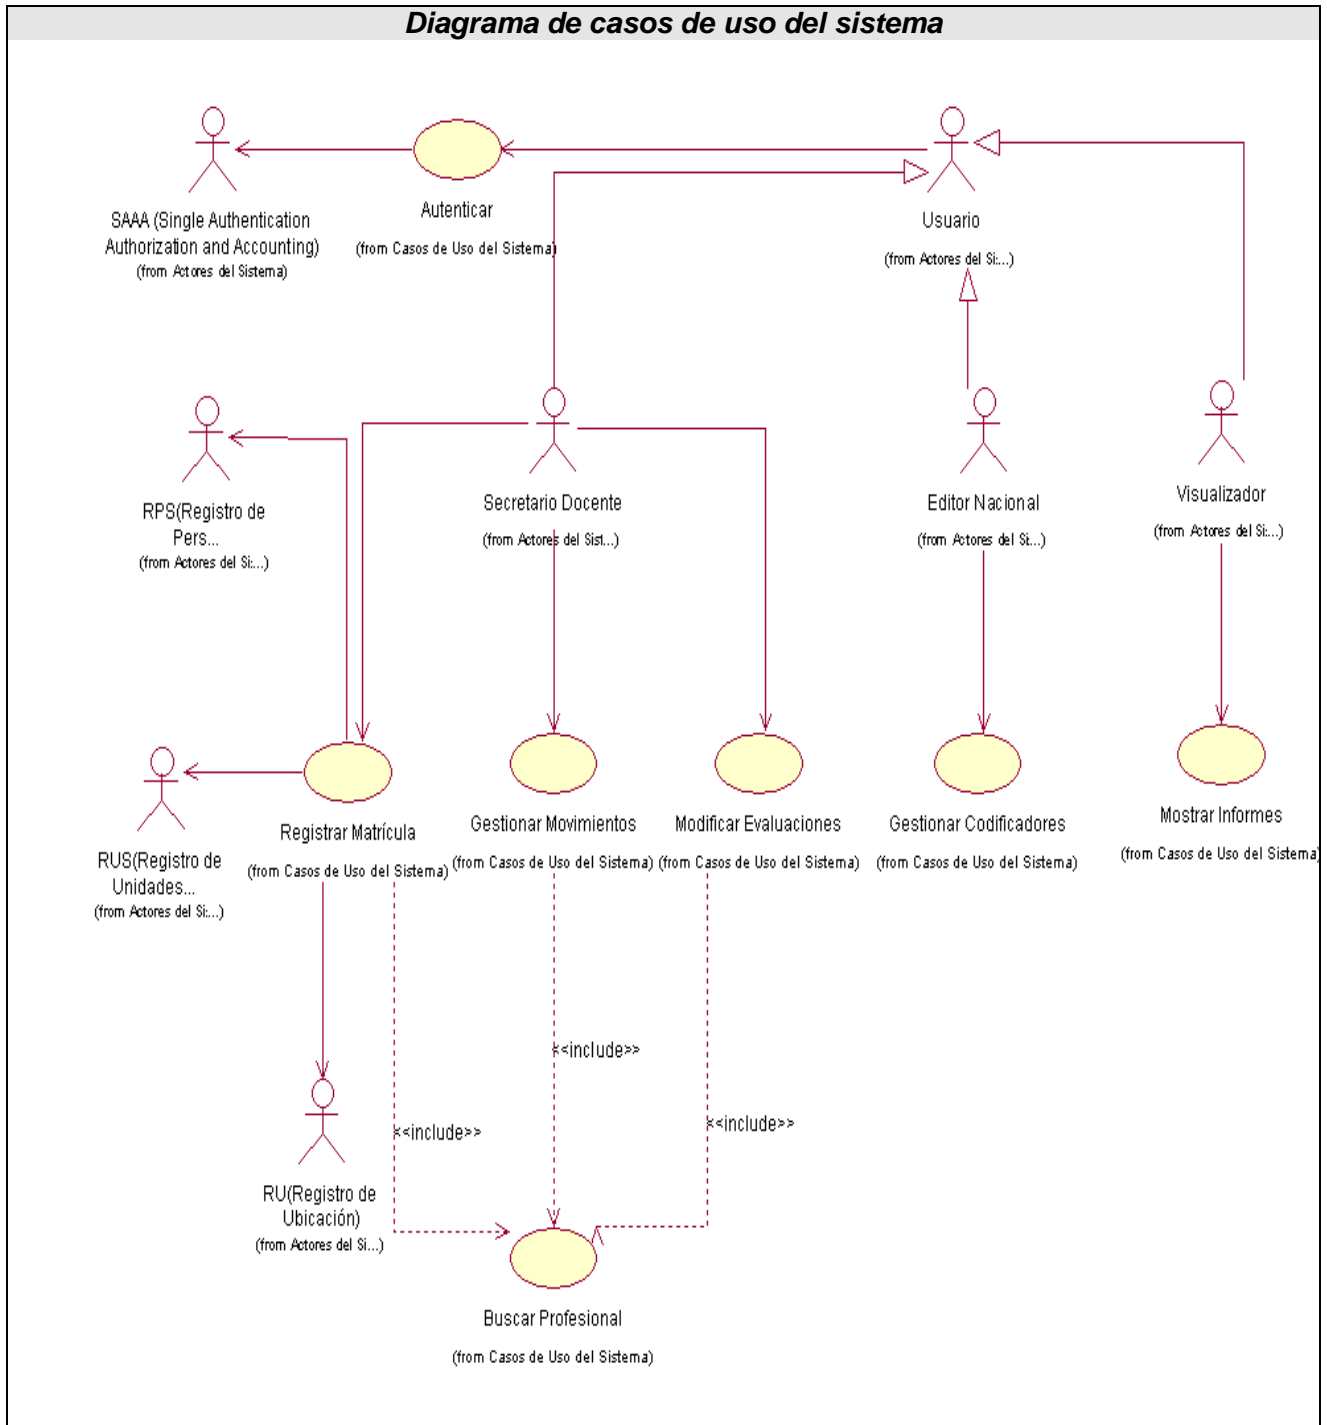 Diagrama de casos de uso del sistema
SAAA (Single Authentication
Authorization and Accounting)
(from Actores del Sistema)
Autenticar
(from Casos de Uso del Sistema)
Usuario
(from Actores del Si:...)
RPS(Registro de
Pers...
(from Actores del Si:...)
Secretario Docente
(from Actores del Sist...)
Editor Nacional
(from Actores del Si:...)
Visualizador
(from Actores del Si:...)
RUS(Registro de
Unidades...
(from Actores del Si:...)
Registrar Matrícula
(from Casos de Uso del Sistema)
Gestionar Movimientos
(from Casos de Uso del Sistema)
Modificar Evaluaciones
(from Casos de Uso del Sistema)
Gestionar Codificadores
(from Casos de Uso del Sistema)
Mostrar Informes
(from Casos de Uso del Sistema)
<<include>>
<<include>>
<<include>>
RU(Registro de
Ubicación)
(from Actores del Si...)
Buscar Profesional
(from Casos de Uso del Sistema)